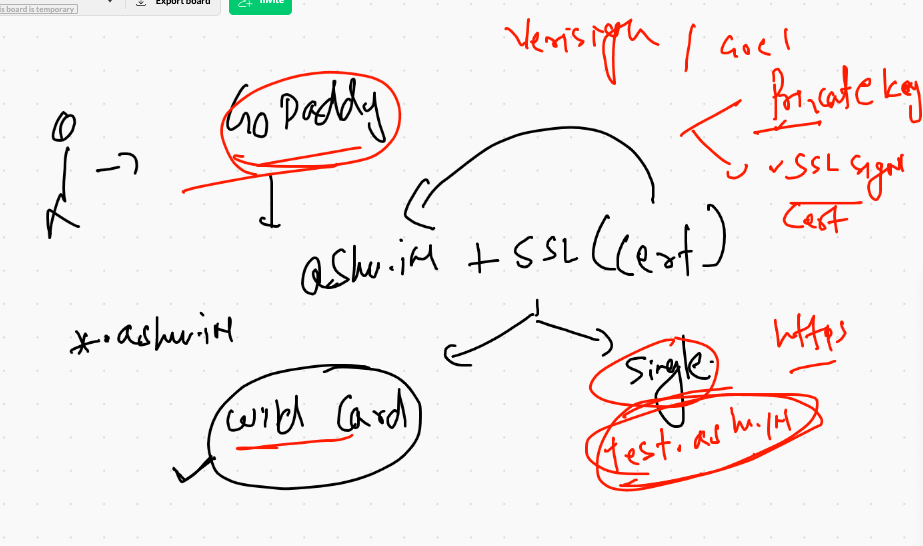 is board is temporary
Export board
Invite
Verisign /
GoDaddy
Private key
✓ SSL sign
Cert
ashu.in + SSL (Cert)
*.ashu.in
https
Single
Wild Card
test.ashu.in